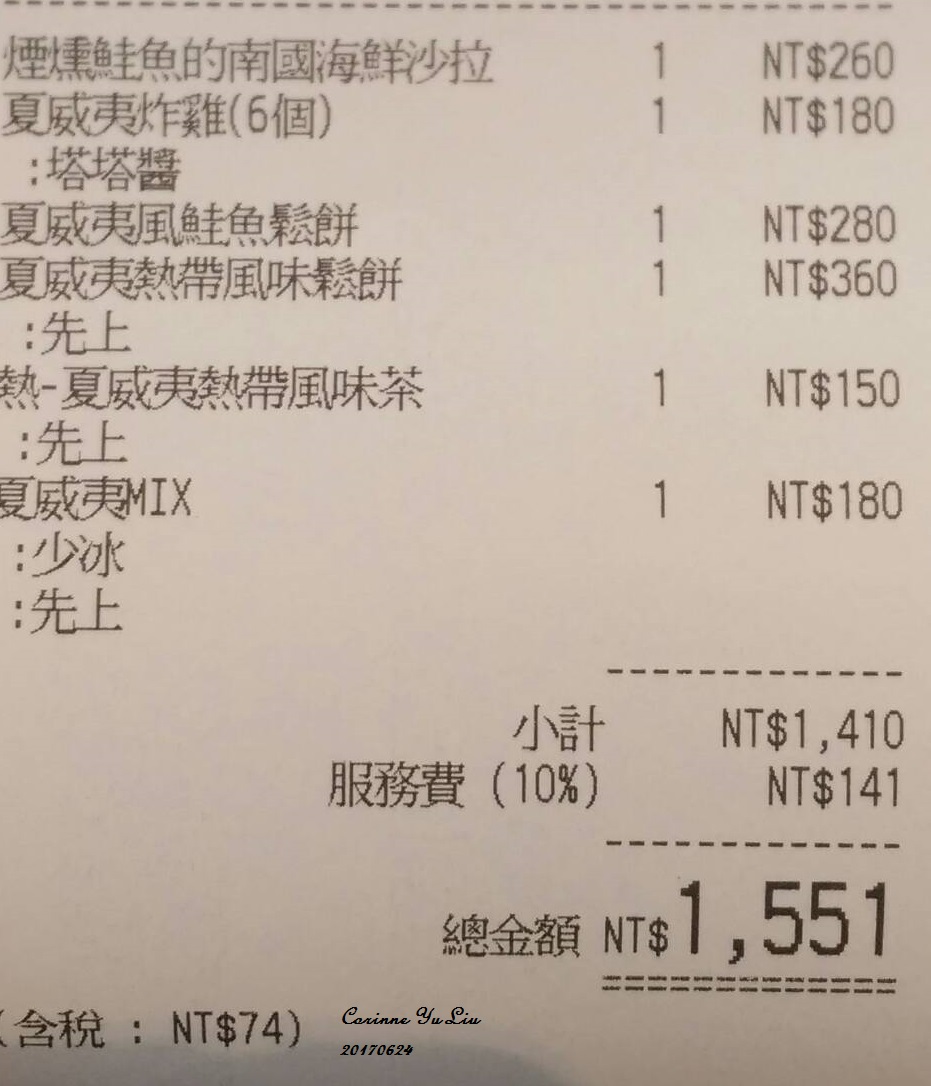 煙燻鮭魚的南國海鮮沙拉 1 NT$260
夏威夷炸雞(6個) 1 NT$180
:塔塔醬
夏威夷風鮭魚鬆餅 1 NT$280
夏威夷熱帶風味鬆餅 1 NT$360
:先上
熱-夏威夷熱帶風味茶 1 NT$150
:先上
夏威夷MIX 1 NT$180
:少冰
:先上
小計 NT$1,410
服務費 (10%) NT$141
總金額 NT$1,551
(含稅 : NT$74)
Corinne Yu Liu
20170624